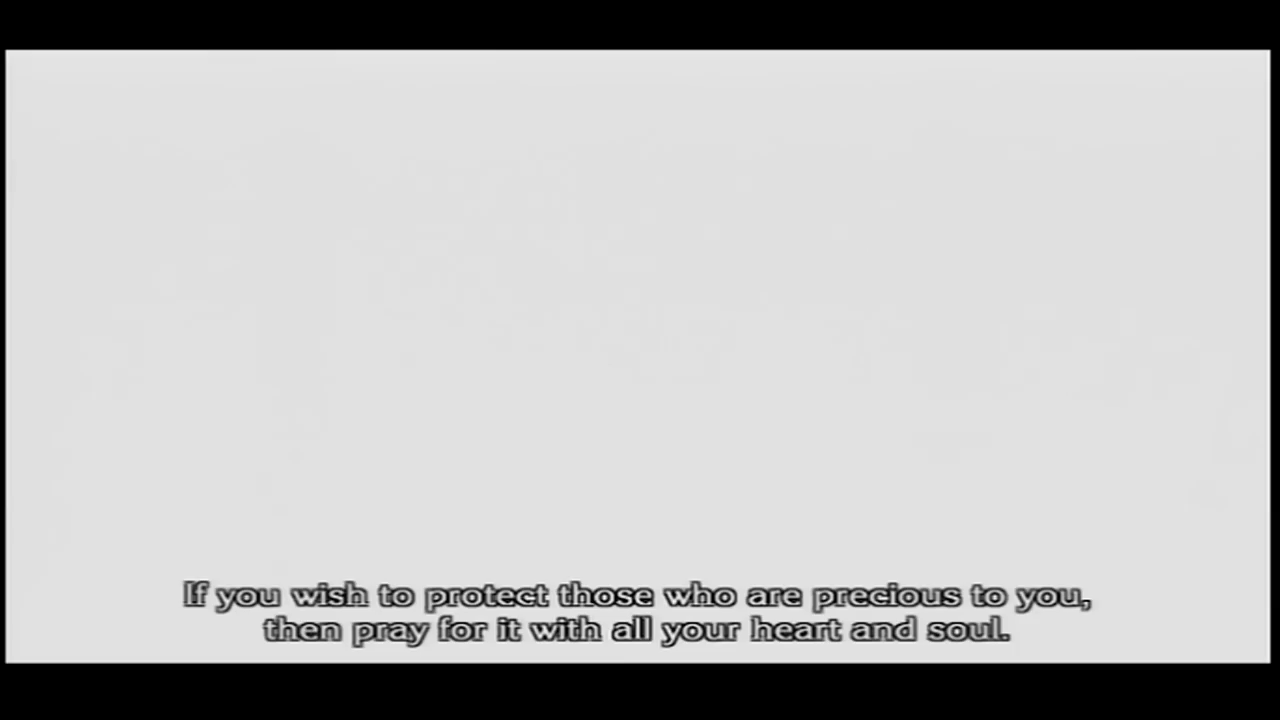 If you wish to protect those who are precious to you,
then pray for it with all your heart and soul.